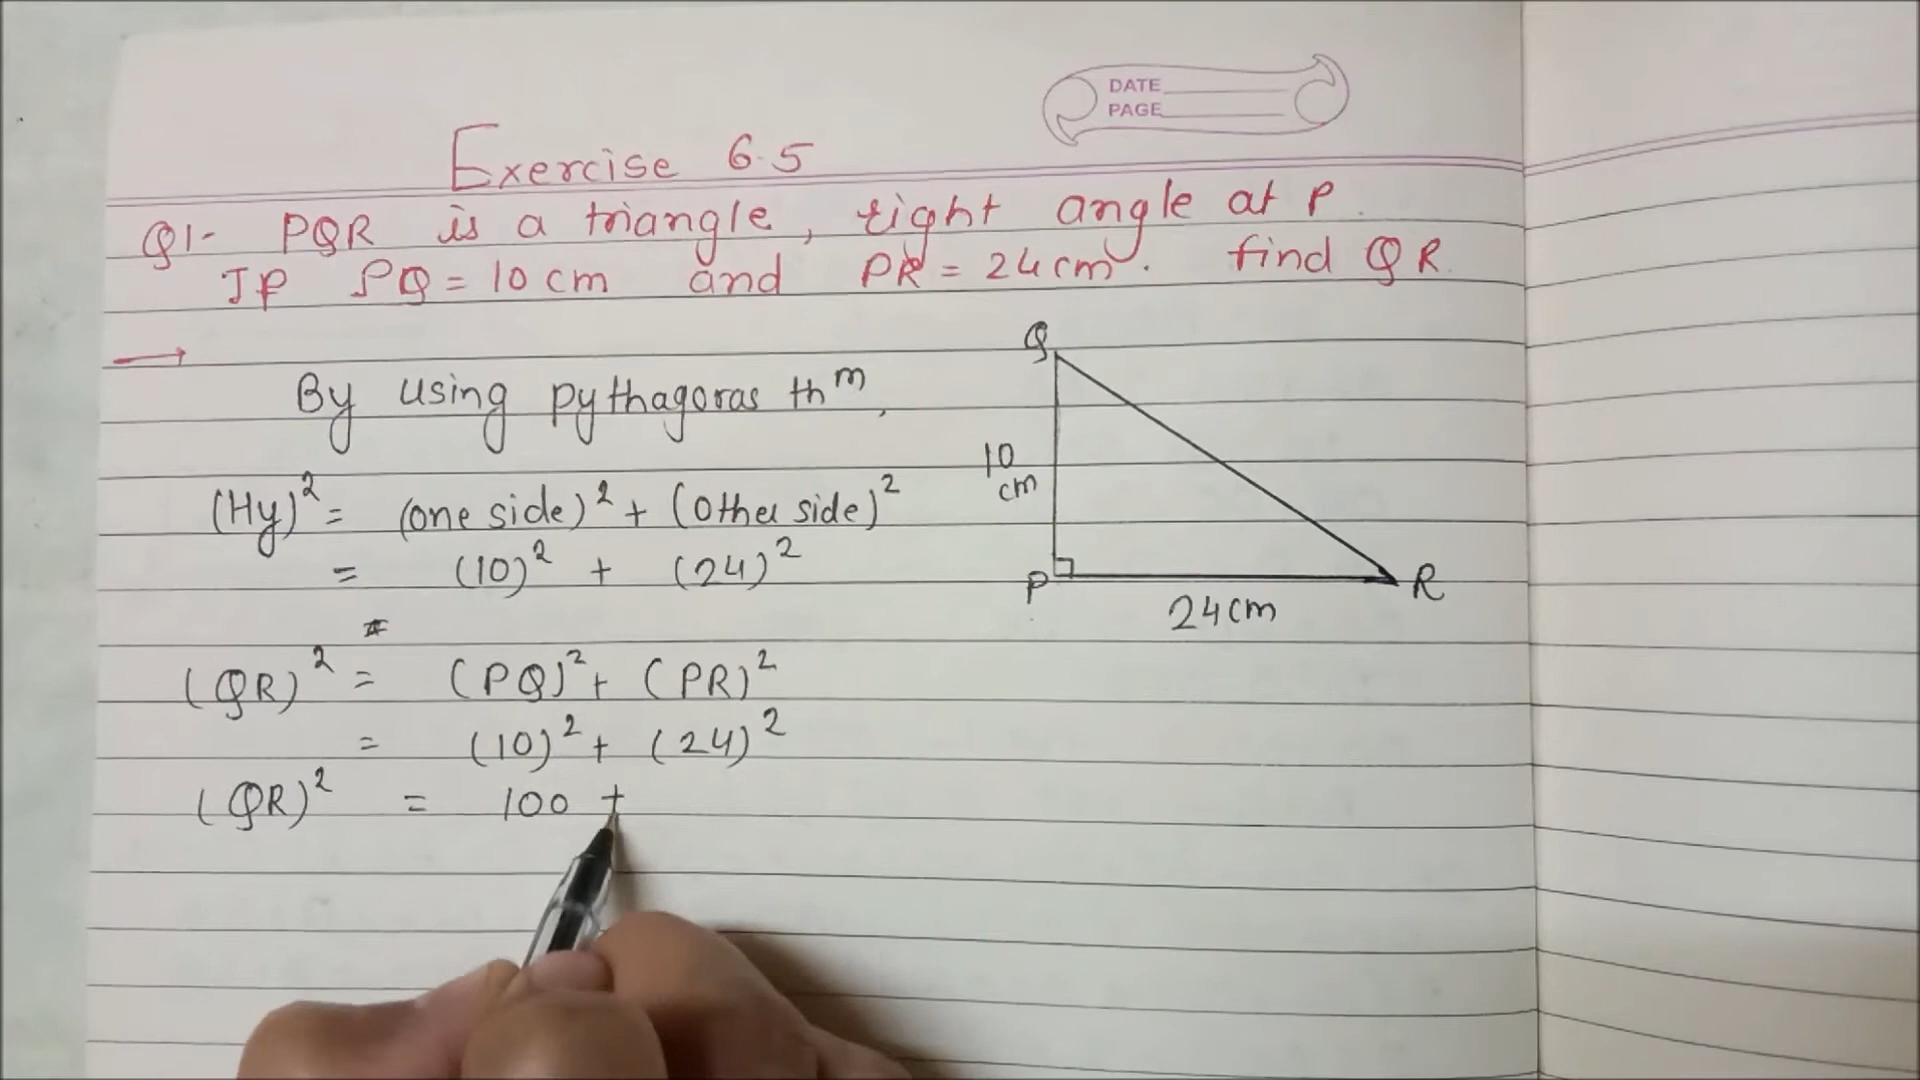 DATE
PAGE
Exercise 6.5
Q1- PQR is a triangle, right angle at P.
If PQ = 10 cm and PR = 24 cm. find QR
By using pythagoras thᵐ,
(Hy)² = (one side)² + (Other side)²
= (10)² + (24)²
=
(QR)² = (PQ)² + (PR)²
= (10)² + (24)²
(QR)² = 100 +
Q
10
cm
P
R
24cm